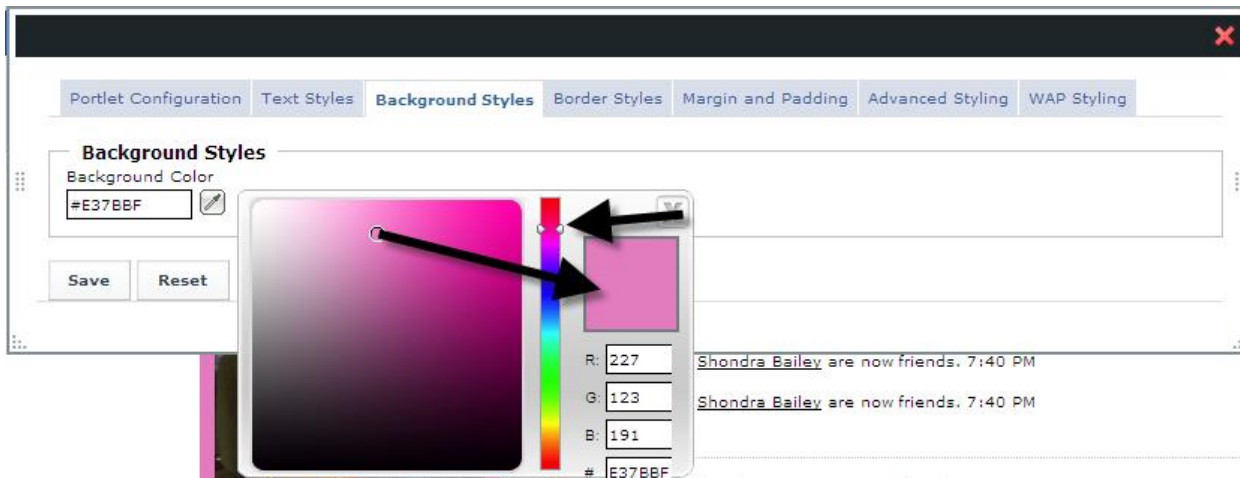 Portlet Configuration Text Styles Background Styles Border Styles Margin and Padding Advanced Styling WAP Styling
Background Styles
Background Color
#E37BBF
Save Reset
R: 227
G: 123
B: 191
# E37BBF
Shondra Bailey are now friends. 7:40 PM
Shondra Bailey are now friends. 7:40 PM